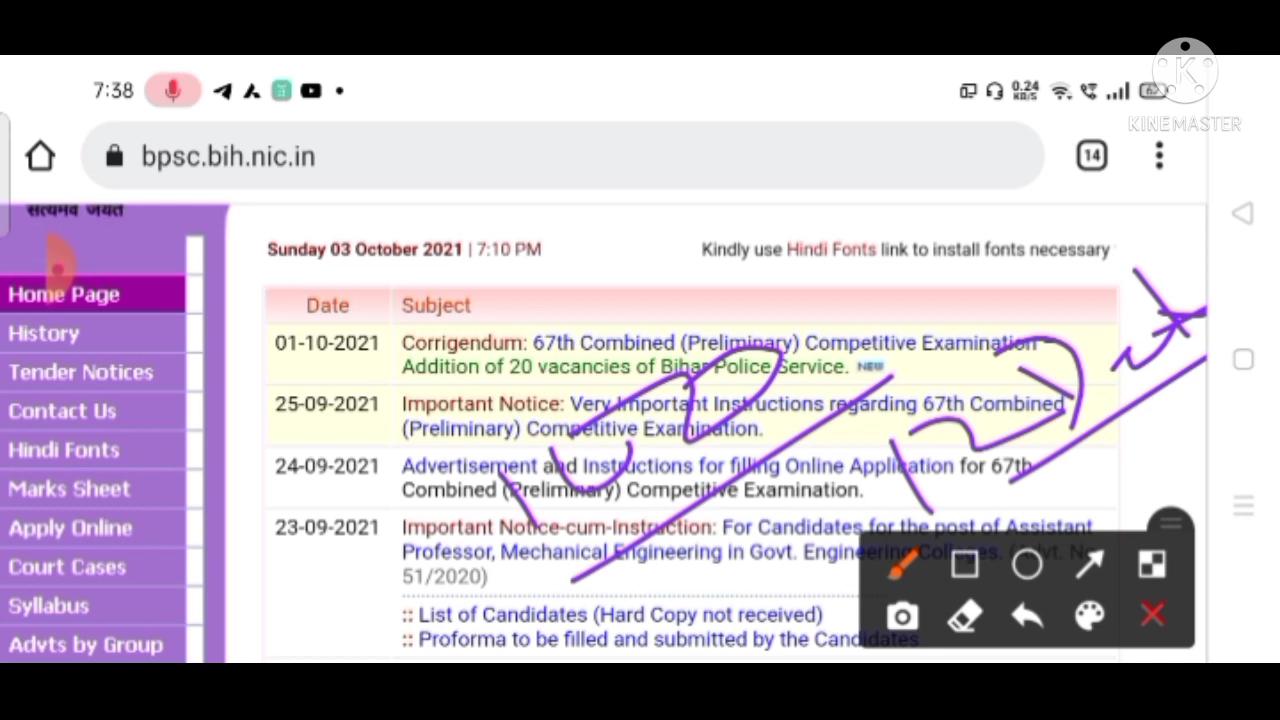 KINEMASTER
7:38
0.24
KB/S
bpsc.bih.nic.in
14
सत्यमेव जयते
Sunday 03 October 2021 | 7:10 PM
Kindly use Hindi Fonts link to install fonts necessary
Home Page
History
Tender Notices
Contact Us
Hindi Fonts
Marks Sheet
Apply Online
Court Cases
Syllabus
Advts by Group
Date Subject
01-10-2021 Corrigendum: 67th Combined (Preliminary) Competitive Examination –
Addition of 20 vacancies of Bihar Police Service. NEW
25-09-2021 Important Notice: Very Important Instructions regarding 67th Combined
(Preliminary) Competitive Examination.
24-09-2021 Advertisement and Instructions for filling Online Application for 67th
Combined (Preliminary) Competitive Examination.
23-09-2021 Important Notice-cum-Instruction: For Candidates for the post of Assistant
Professor, Mechanical Engineering in Govt. Engineering Colleges. (Advt. No
51/2020)
:: List of Candidates (Hard Copy not received)
:: Proforma to be filled and submitted by the Candidates